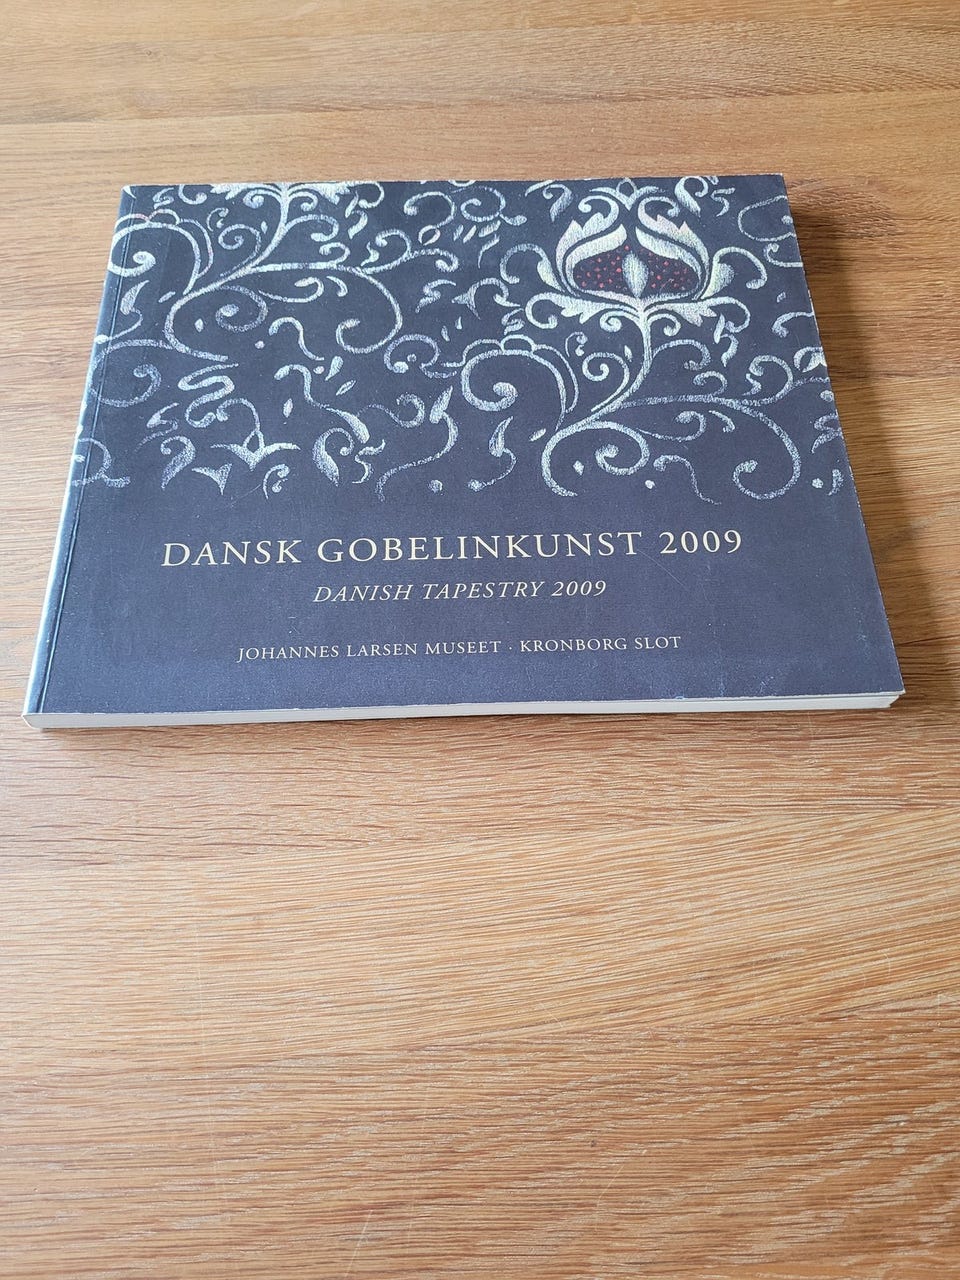 DANSK GOBELINKUNST 2009
DANISH TAPESTRY 2009
JOHANNES LARSEN MUSEET · KRONBORG SLOT